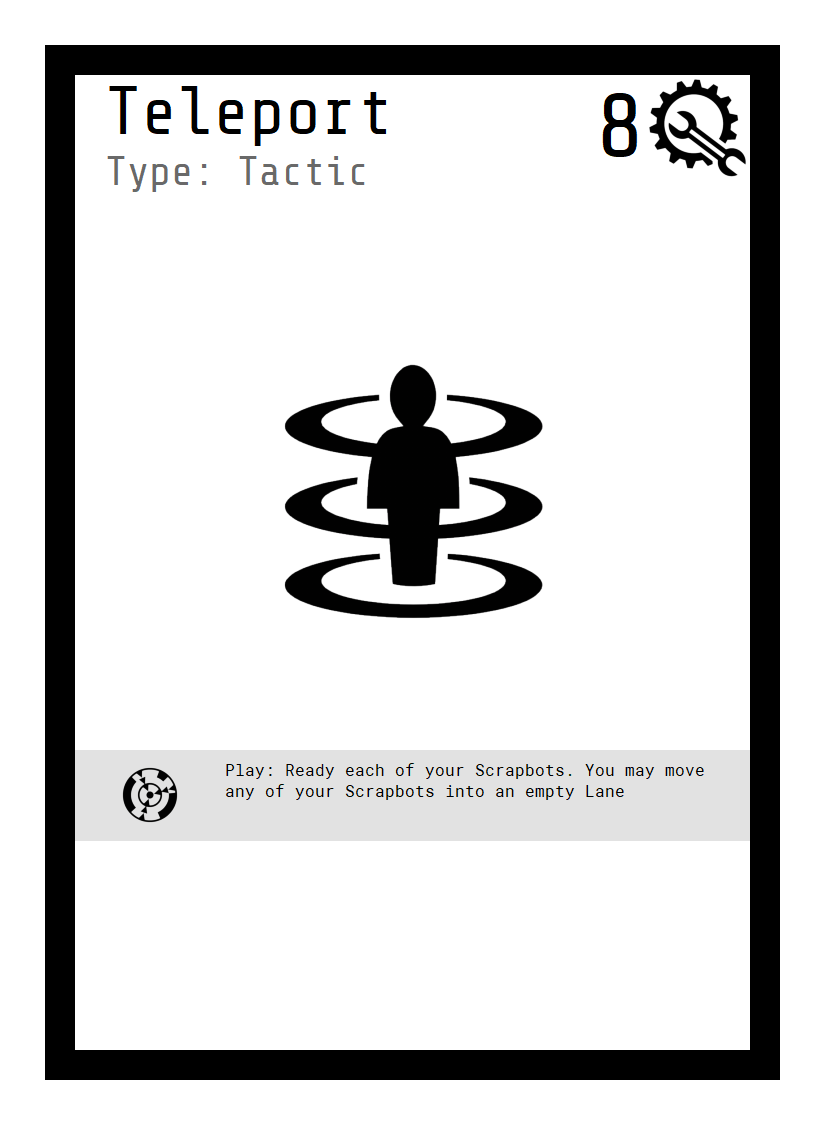 Teleport
8
Type: Tactic
Play: Ready each of your Scrapbots. You may move
any of your Scrapbots into an empty Lane